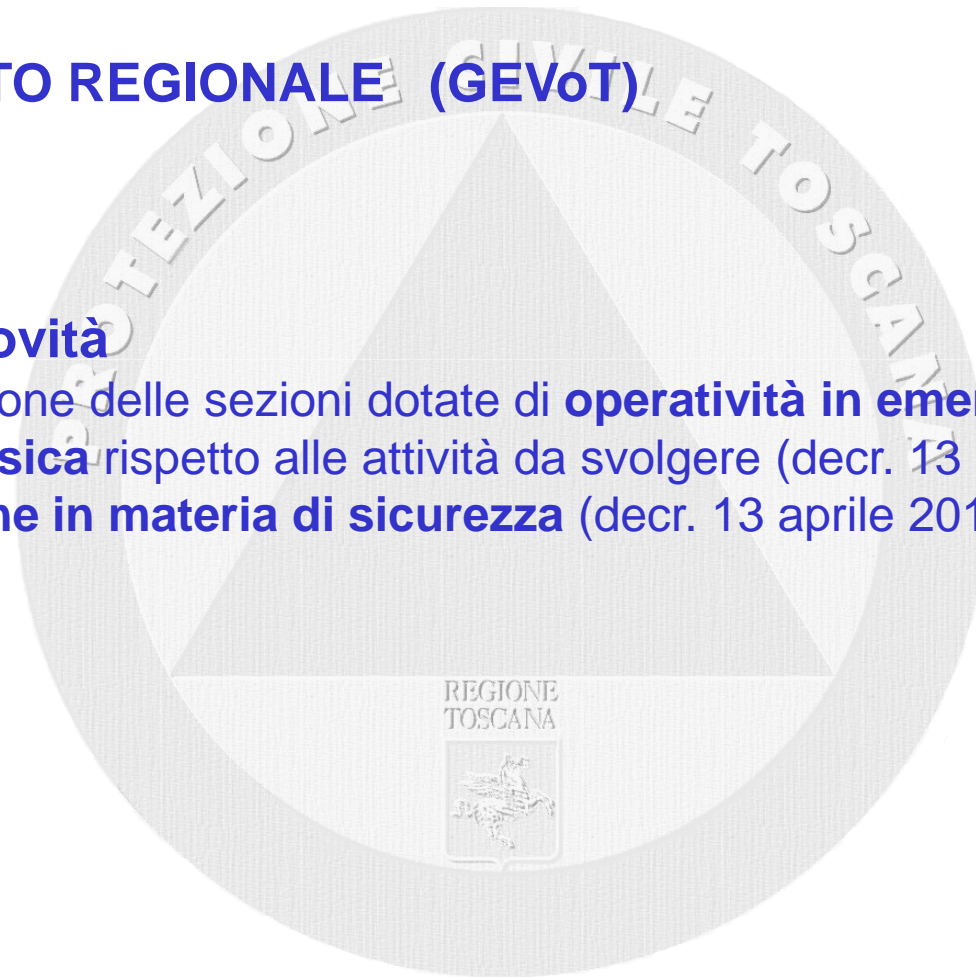 TO REGIONALE (GEVoT)
PROTEZIONE CIVILE TOSCANA
ovità
one delle sezioni dotate di operatività in emer
sica rispetto alle attività da svolgere (decr. 13
ne in materia di sicurezza (decr. 13 aprile 201
REGIONE
TOSCANA